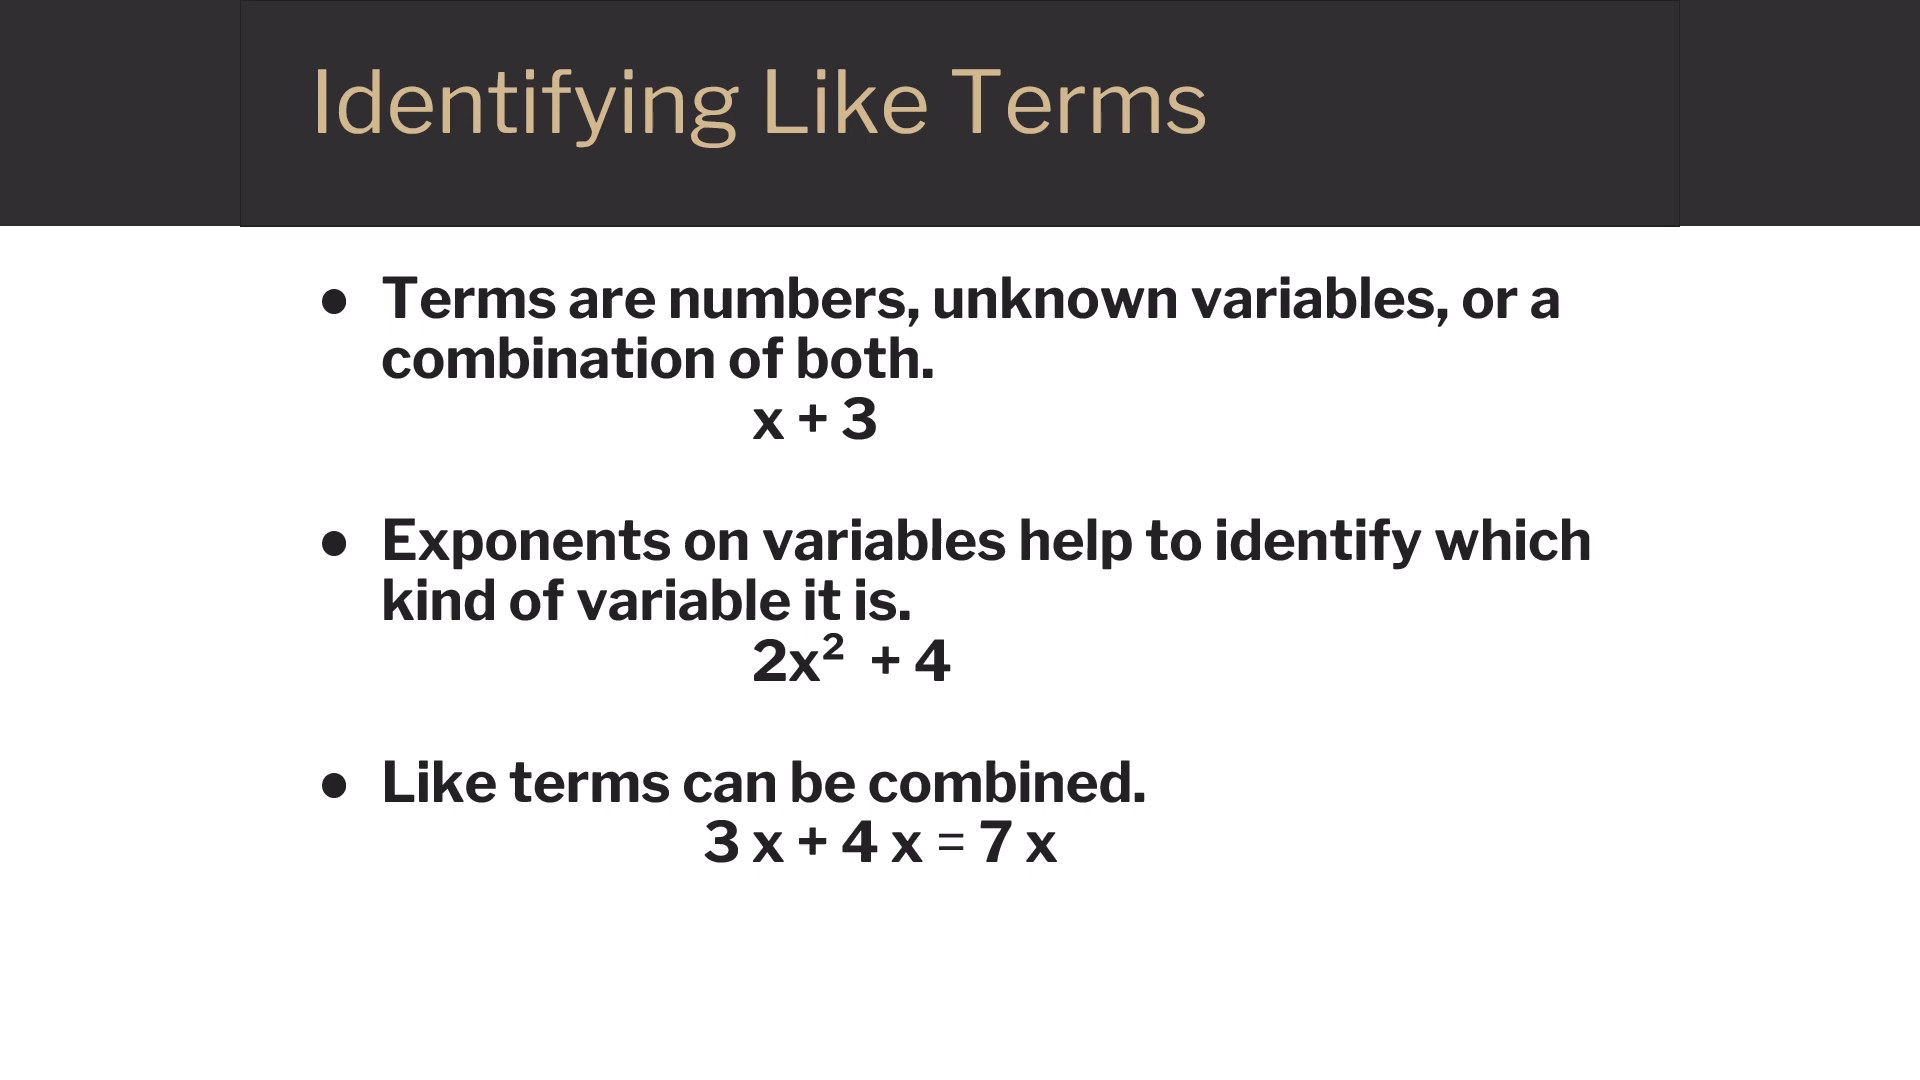 Identifying Like Terms
● Terms are numbers, unknown variables, or a
combination of both.
x + 3
● Exponents on variables help to identify which
kind of variable it is.
2x² + 4
● Like terms can be combined.
3 x + 4 x = 7 x